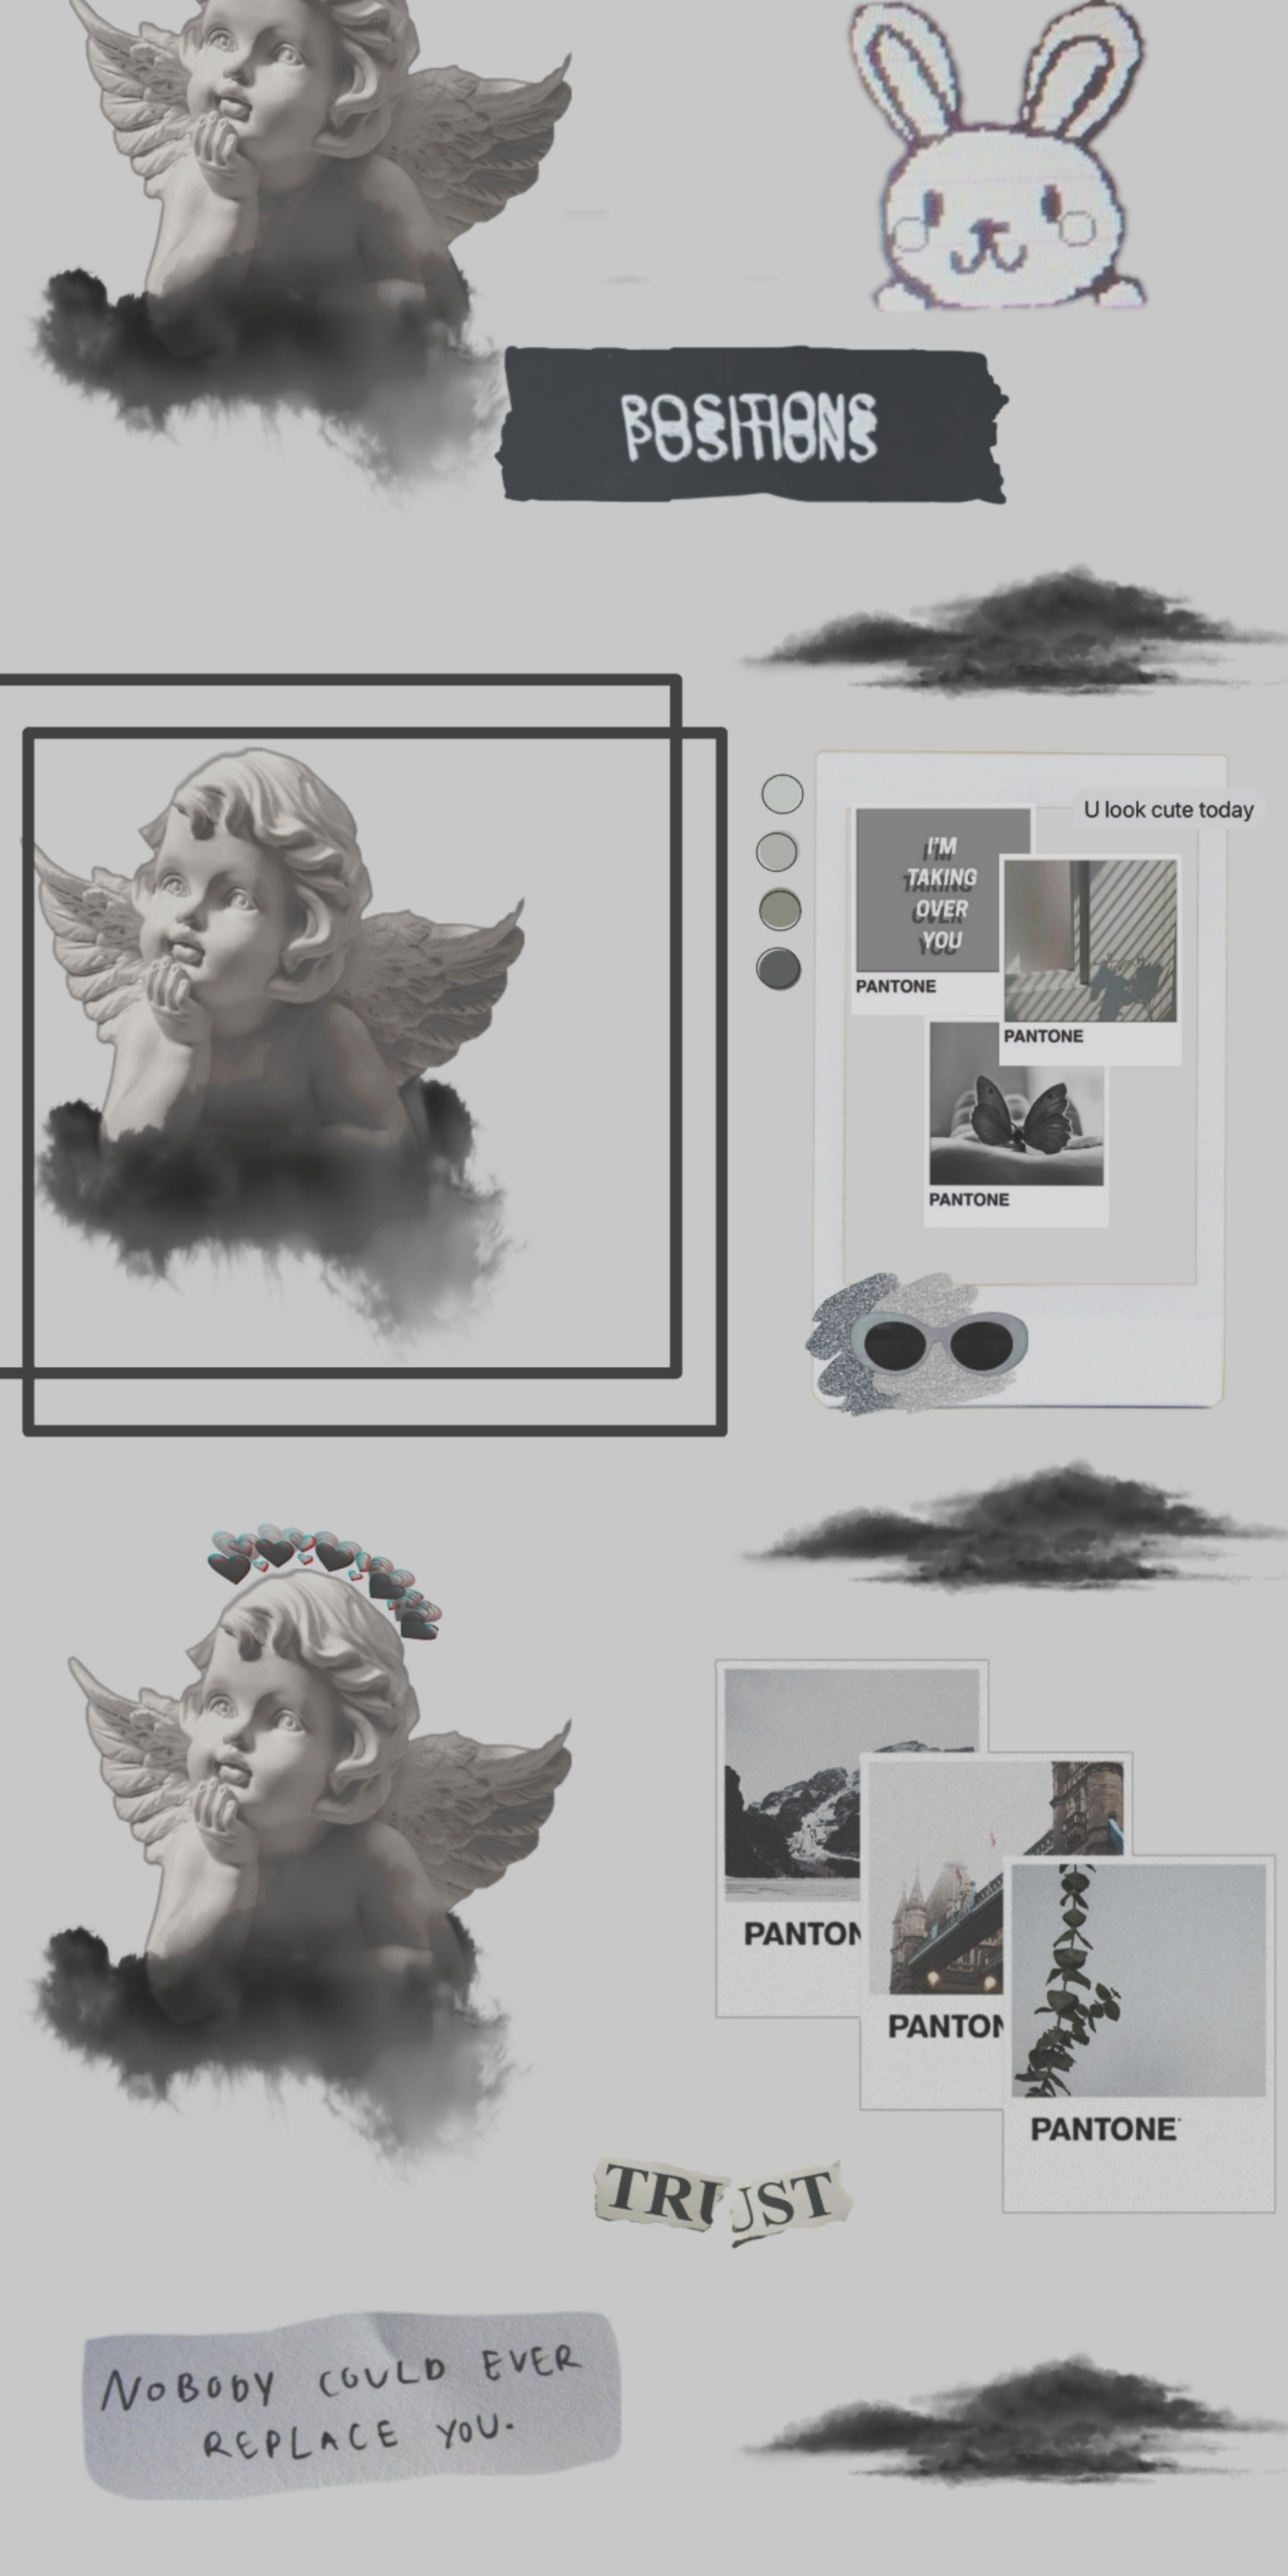 POSITIONS
U look cute today
I'M
TAKING
OVER
YOU
PANTONE
PANTONE
PANTONE
PANTON
PANTON
PANTONE
TRUST
NOBODY COULD EVER
REPLACE YOU.